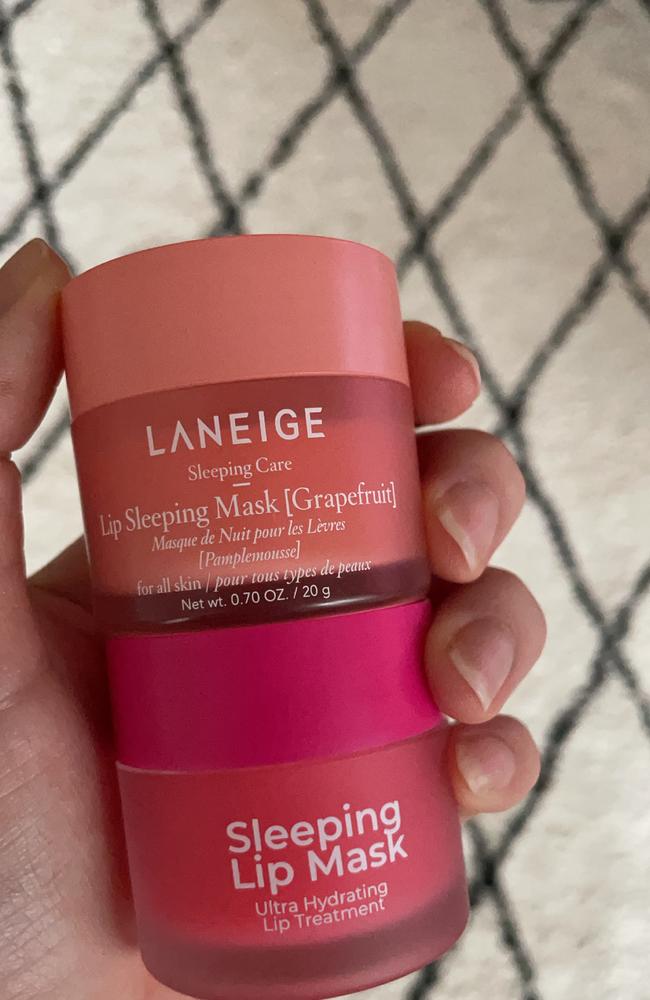 LANEIGE
Sleeping Care
Lip Sleeping Mask [Grapefruit]
Masque de Nuit pour les Lèvres
[Pamplemousse]
for all skin / pour tous types de peaux
Net wt. 0.70 OZ. / 20 g
Sleeping
Lip Mask
Ultra Hydrating
Lip Treatment